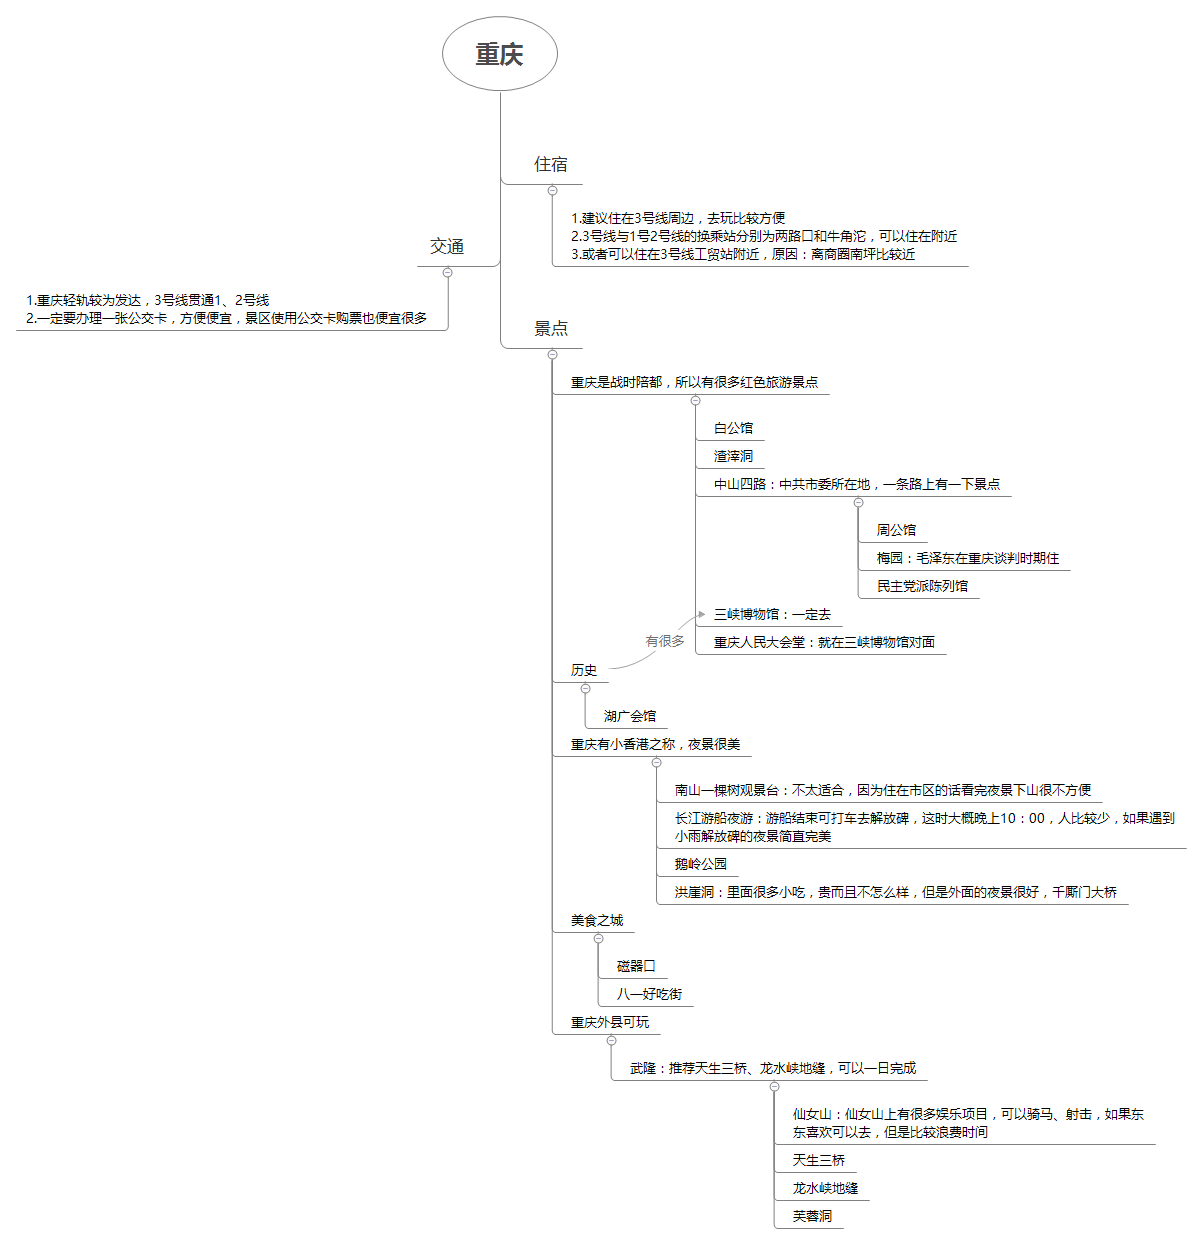 重庆
住宿
1.建议住在3号线周边，去玩比较方便
2.3号线与1号2号线的换乘站分别为两路口和牛角沱，可以住在附近
3.或者可以住在3号线工贸站附近，原因：离商圈南坪比较近
交通
1.重庆轻轨较为发达，3号线贯通1、2号线
2.一定要办理一张公交卡，方便便宜，景区使用公交卡购票也便宜很多
景点
重庆是战时陪都，所以有很多红色旅游景点
白公馆
渣滓洞
中山四路：中共市委所在地，一条路上有一下景点
周公馆
梅园：毛泽东在重庆谈判时期住
民主党派陈列馆
三峡博物馆：一定去
有很多
重庆人民大会堂：就在三峡博物馆对面
历史
湖广会馆
重庆有小香港之称，夜景很美
南山一棵树观景台：不太适合，因为住在市区的话看完夜景下山很不方便
长江游船夜游：游船结束可打车去解放碑，这时大概晚上10：00，人比较少，如果遇到
小雨解放碑的夜景简直完美
鹅岭公园
洪崖洞：里面很多小吃，贵而且不怎么样，但是外面的夜景很好，千厮门大桥
美食之城
磁器口
八一好吃街
重庆外县可玩
武隆：推荐天生三桥、龙水峡地缝，可以一日完成
仙女山：仙女山上有很多娱乐项目，可以骑马、射击，如果东
东喜欢可以去，但是比较浪费时间
天生三桥
龙水峡地缝
芙蓉洞